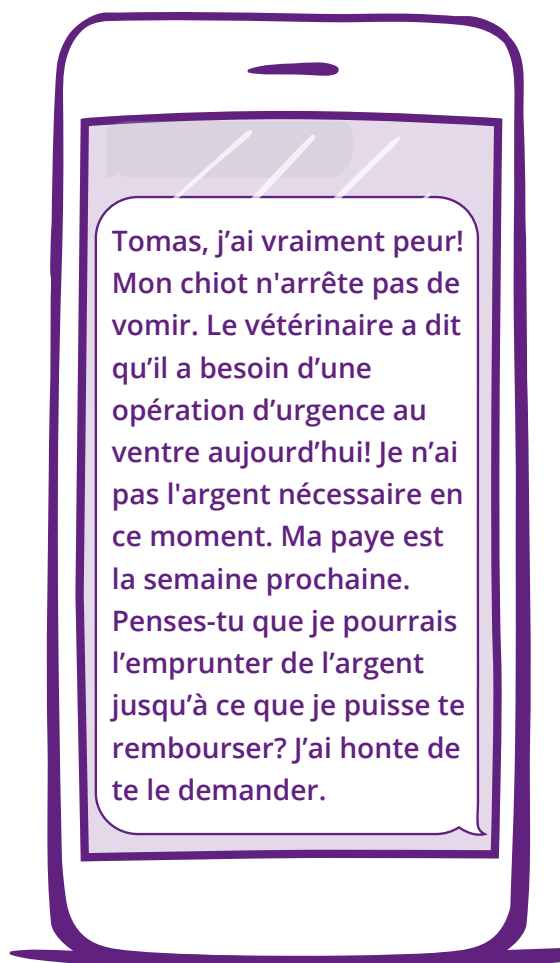 Tomas, j’ai vraiment peur!
Mon chiot n'arrête pas de
vomir. Le vétérinaire a dit
qu’il a besoin d’une
opération d’urgence au
ventre aujourd’hui! Je n’ai
pas l'argent nécessaire en
ce moment. Ma paye est
la semaine prochaine.
Penses-tu que je pourrais
l’emprunter de l’argent
jusqu’à ce que je puisse te
rembourser? J’ai honte de
te le demander.